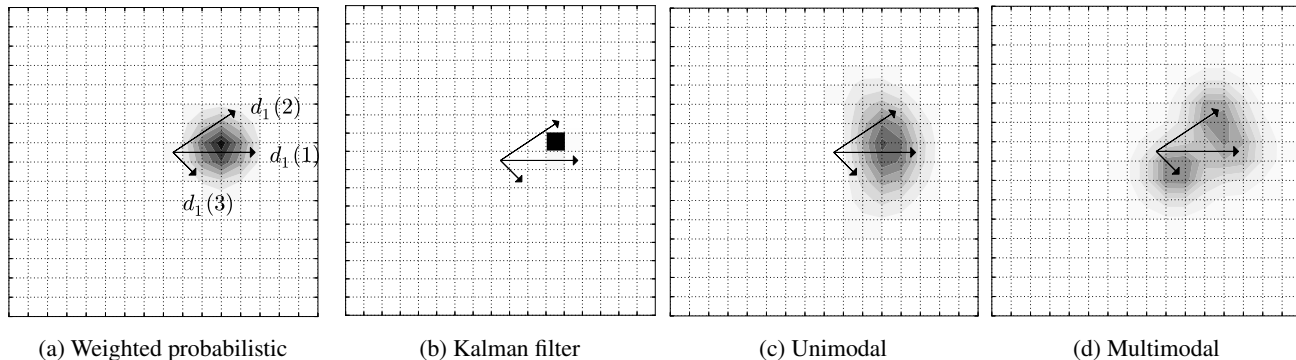 d₁(2)
d₁(1)
d₁(3)
(a) Weighted probabilistic
(b) Kalman filter
(c) Unimodal
(d) Multimodal